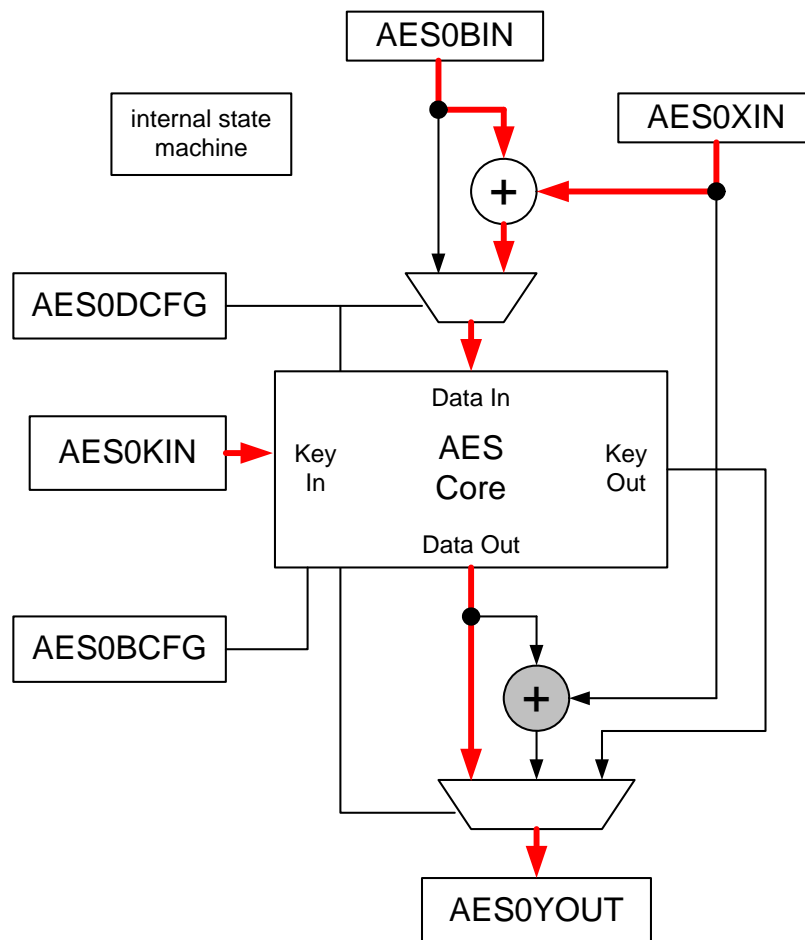 AES0BIN
internal state
machine
AES0XIN
+
AES0DCFG
Data In
AES0KIN
Key
In
AES
Core
Key
Out
Data Out
AES0BCFG
+
AES0YOUT